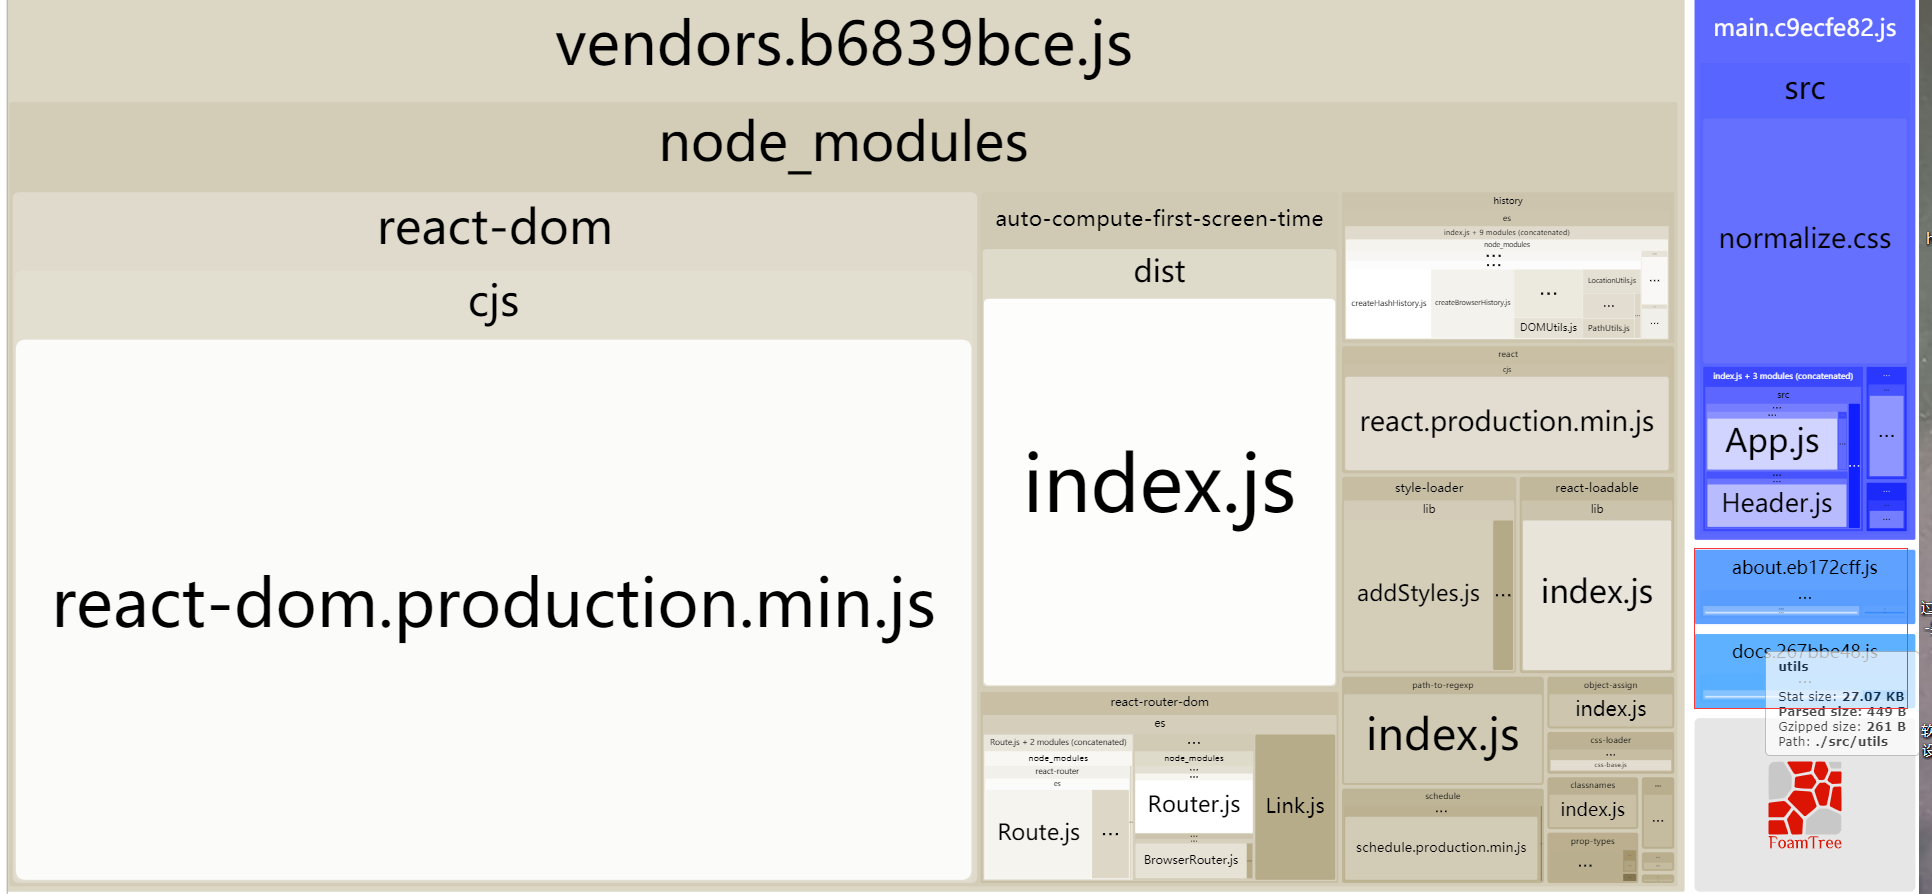 vendors.b6839bce.js
node_modules
react-dom
cjs
react-dom.production.min.js
auto-compute-first-screen-time
dist
index.js
react-router-dom
es
Route.js + 2 modules (concatenated)
node_modules
react-router
es
Route.js
...
...
node_modules
...
...
Router.js
...
...
BrowserRouter.js
Link.js
history
es
index.js + 9 modules (concatenated)
node_modules
...
...
createHashHistory.js
createBrowserHistory.js
...
DOMUtils.js
LocationUtils.js
...
PathUtils.js
...
...
react
cjs
react.production.min.js
style-loader
lib
addStyles.js
...
react-loadable
lib
index.js
path-to-regexp
index.js
schedule
...
schedule.production.min.js
object-assign
index.js
css-loader
...
css-base.js
classnames
index.js
prop-types
...
...
...
main.c9ecfe82.js
src
normalize.css
index.js + 3 modules (concatenated)
src
...
...
App.js
...
...
Header.js
...
...
...
...
...
about.eb172cff.js
...
docs.267bbe48.js
...
utils
Stat size: 27.07 KB
Parsed size: 449 B
Gzipped size: 261 B
Path: ./src/utils
FoamTree